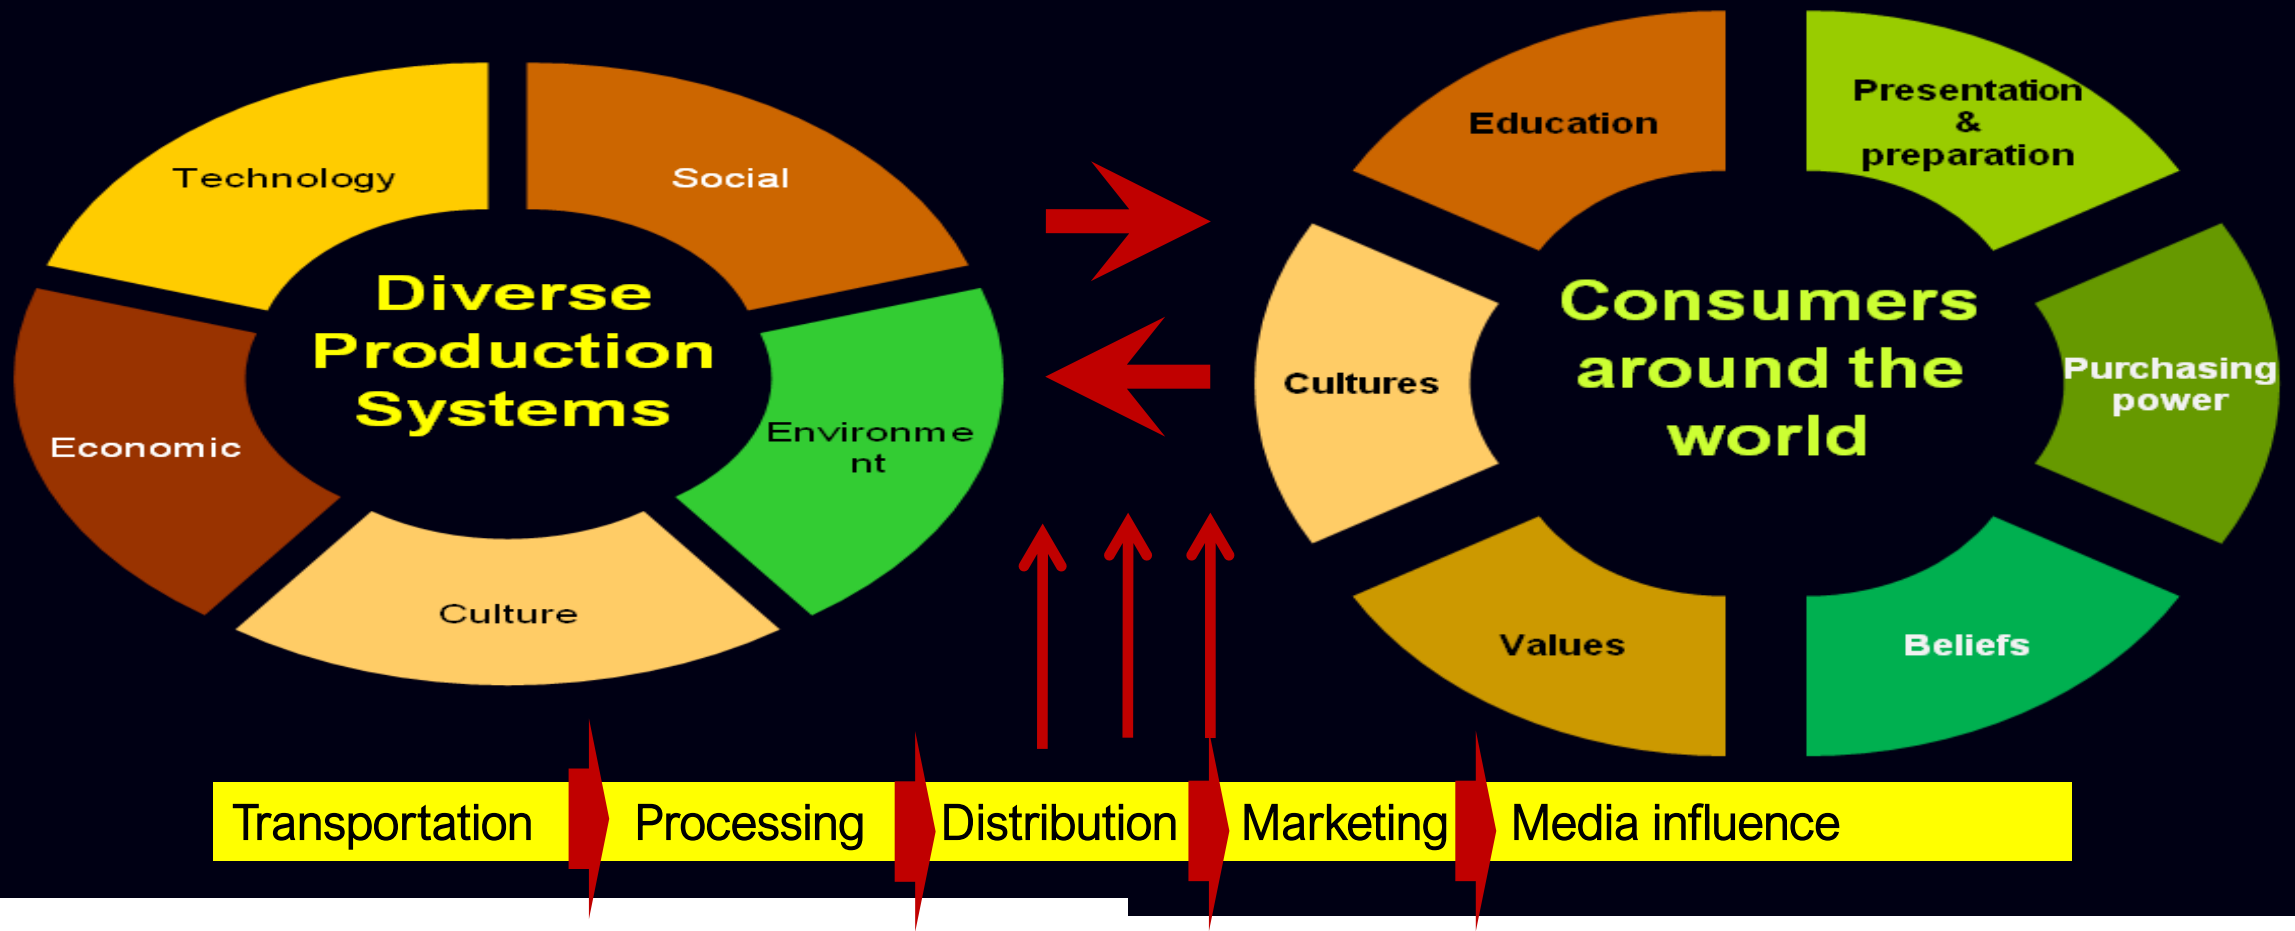 Technology
Social
Diverse
Production
Systems
Economic
Environme
nt
Culture
Education
Presentation
&
preparation
Cultures
Consumers
around the
world
Purchasing
power
Values
Beliefs
Transportation
Processing
Distribution
Marketing
Media influence